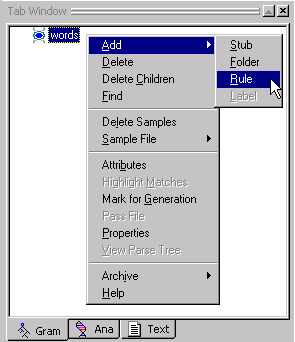 Tab Window
words
Add
Delete
Delete Children
Find
Delete Samples
Sample File
Attributes
Highlight Matches
Mark for Generation
Pass File
Properties
View Parse Tree
Archive
Help
Stub
Folder
Rule
Label
Gram Ana Text